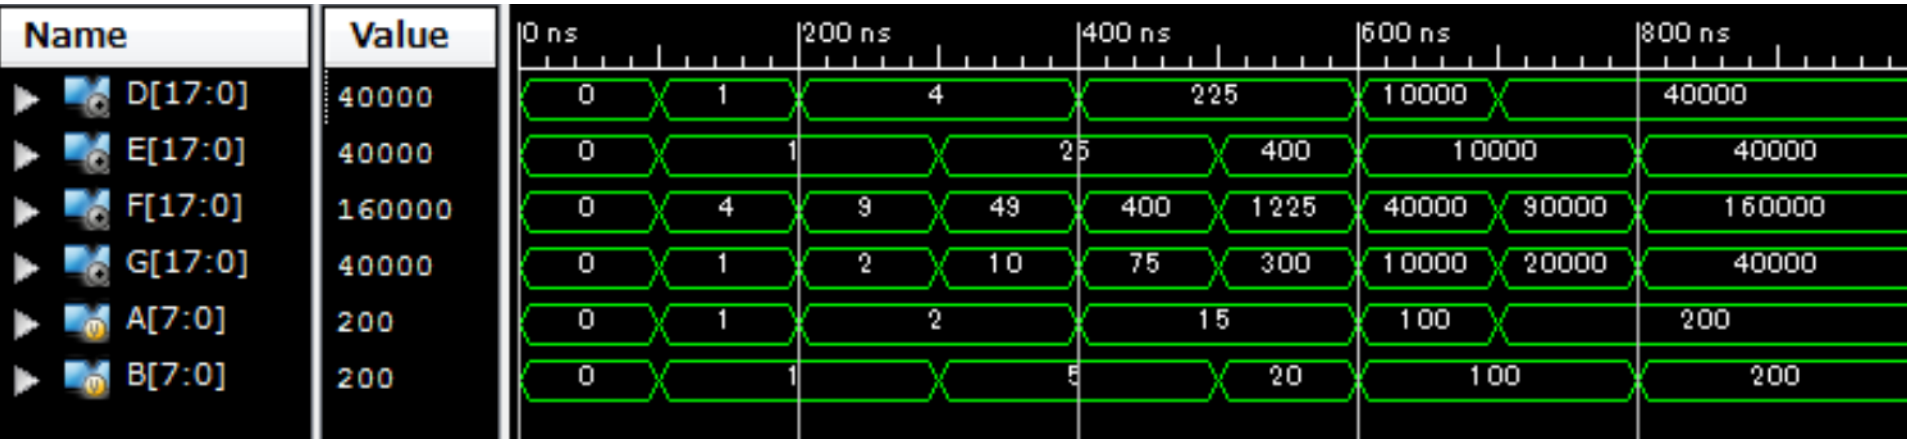 Name Value 0 ns 200 ns 400 ns 600 ns 800 ns
D[17:0] 40000 0 1 4 225 10000 40000
E[17:0] 40000 0 1 25 400 10000 40000
F[17:0] 160000 0 4 9 49 400 1225 40000 90000 160000
G[17:0] 40000 0 1 2 10 75 300 10000 20000 40000
A[7:0] 200 0 1 2 15 100 200
B[7:0] 200 0 1 5 20 100 200